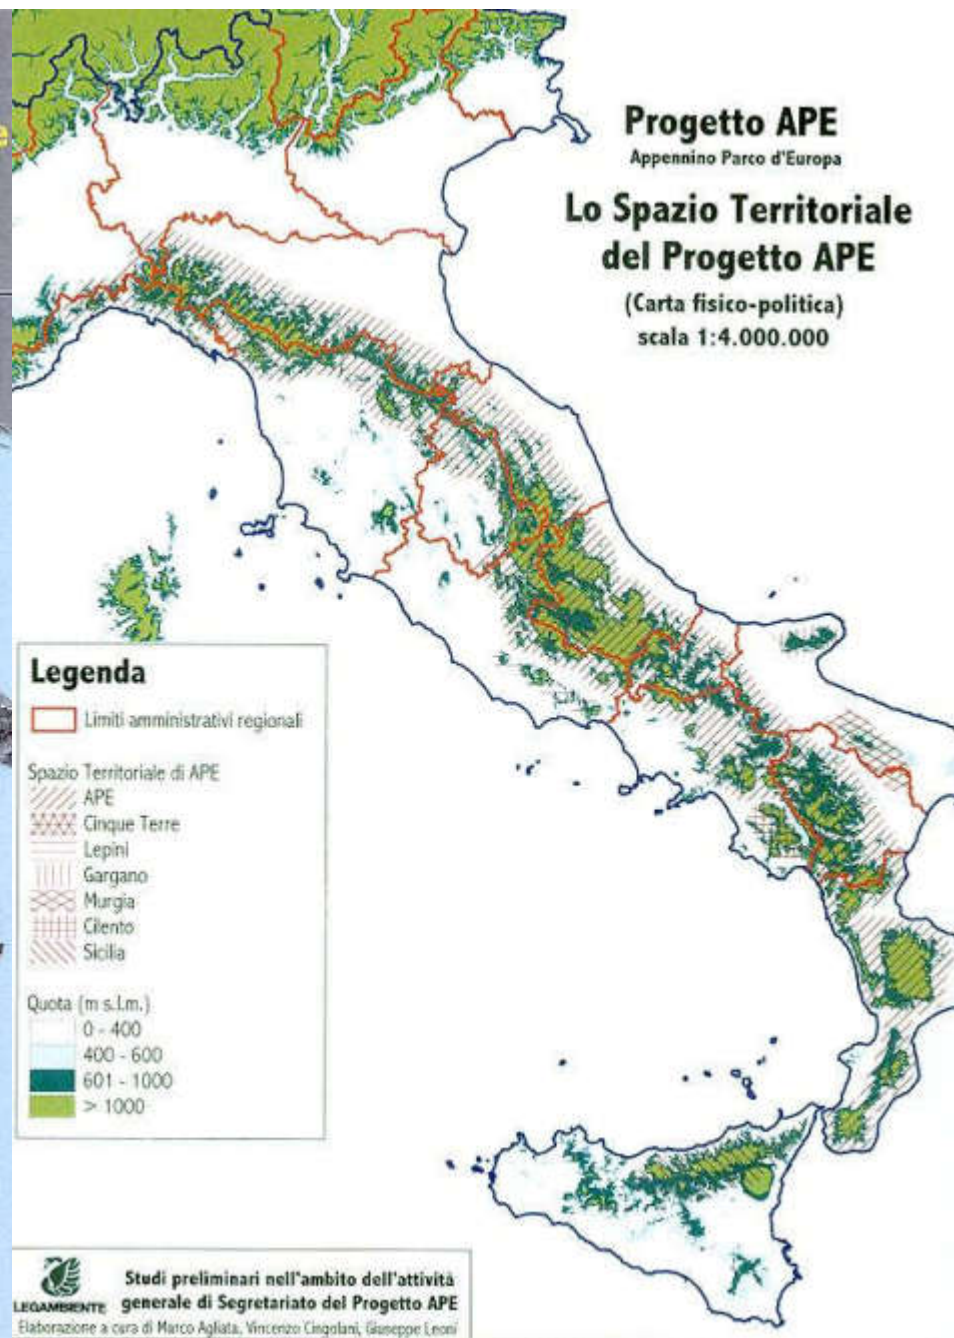 Progetto APE
Appennino Parco d'Europa
Lo Spazio Territoriale
del Progetto APE
(Carta fisico-politica)
scala 1:4.000.000
Legenda
Limiti amministrativi regionali
Spazio Territoriale di APE
APE
Cinque Terre
Lepini
Gargano
Murgia
Cilento
Sicilia
Quota (m s.l.m.)
0 - 400
400 - 600
601 - 1000
> 1000
LEGAMBIENTE
Studi preliminari nell'ambito dell'attività
generale di Segretariato del Progetto APE
Elaborazione a cura di Marco Agliata, Vincenzo Cingolani, Giuseppe Leoni